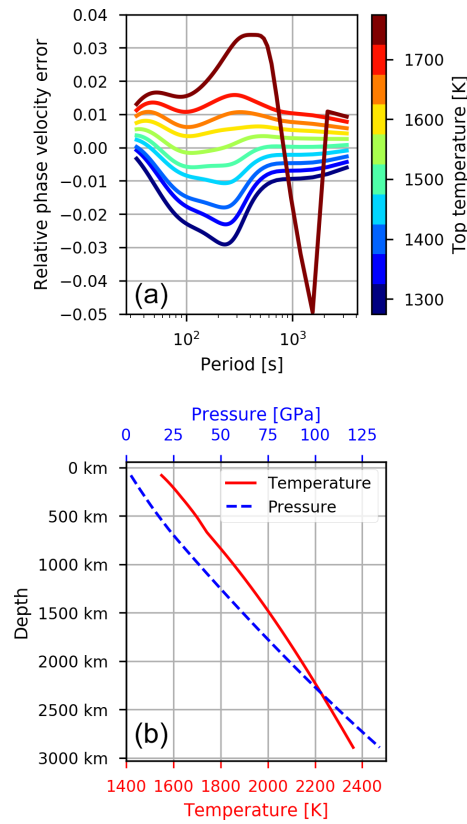 0.04
0.03
0.02
0.01
0.00
−0.01
−0.02
−0.03
−0.04
−0.05
Relative phase velocity error
(a)
10²
10³
Period [s]
1700
1600
1500
1400
1300
Top temperature [K]
Pressure [GPa]
0 25 50 75 100 125
0 km
500 km
1000 km
1500 km
2000 km
2500 km
3000 km
Depth
Temperature
Pressure
(b)
1400 1600 1800 2000 2200 2400
Temperature [K]